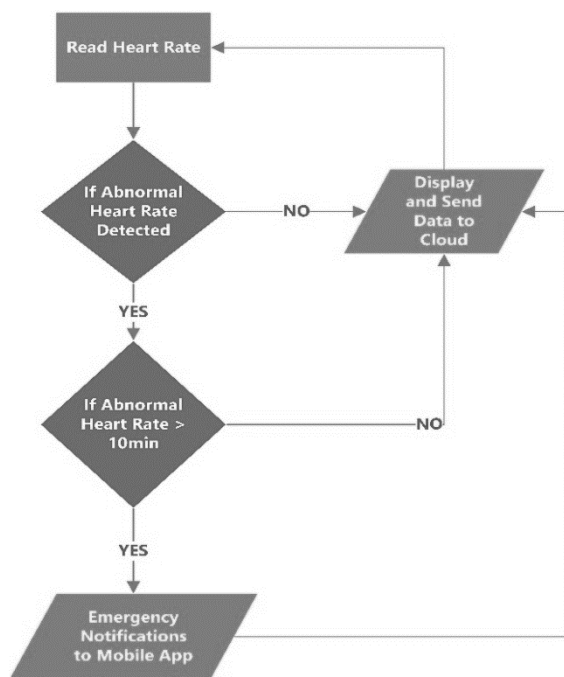 Read Heart Rate
If Abnormal
Heart Rate
Detected
NO
Display
and Send
Data to
Cloud
YES
If Abnormal
Heart Rate >
10min
NO
YES
Emergency
Notifications
to Mobile App